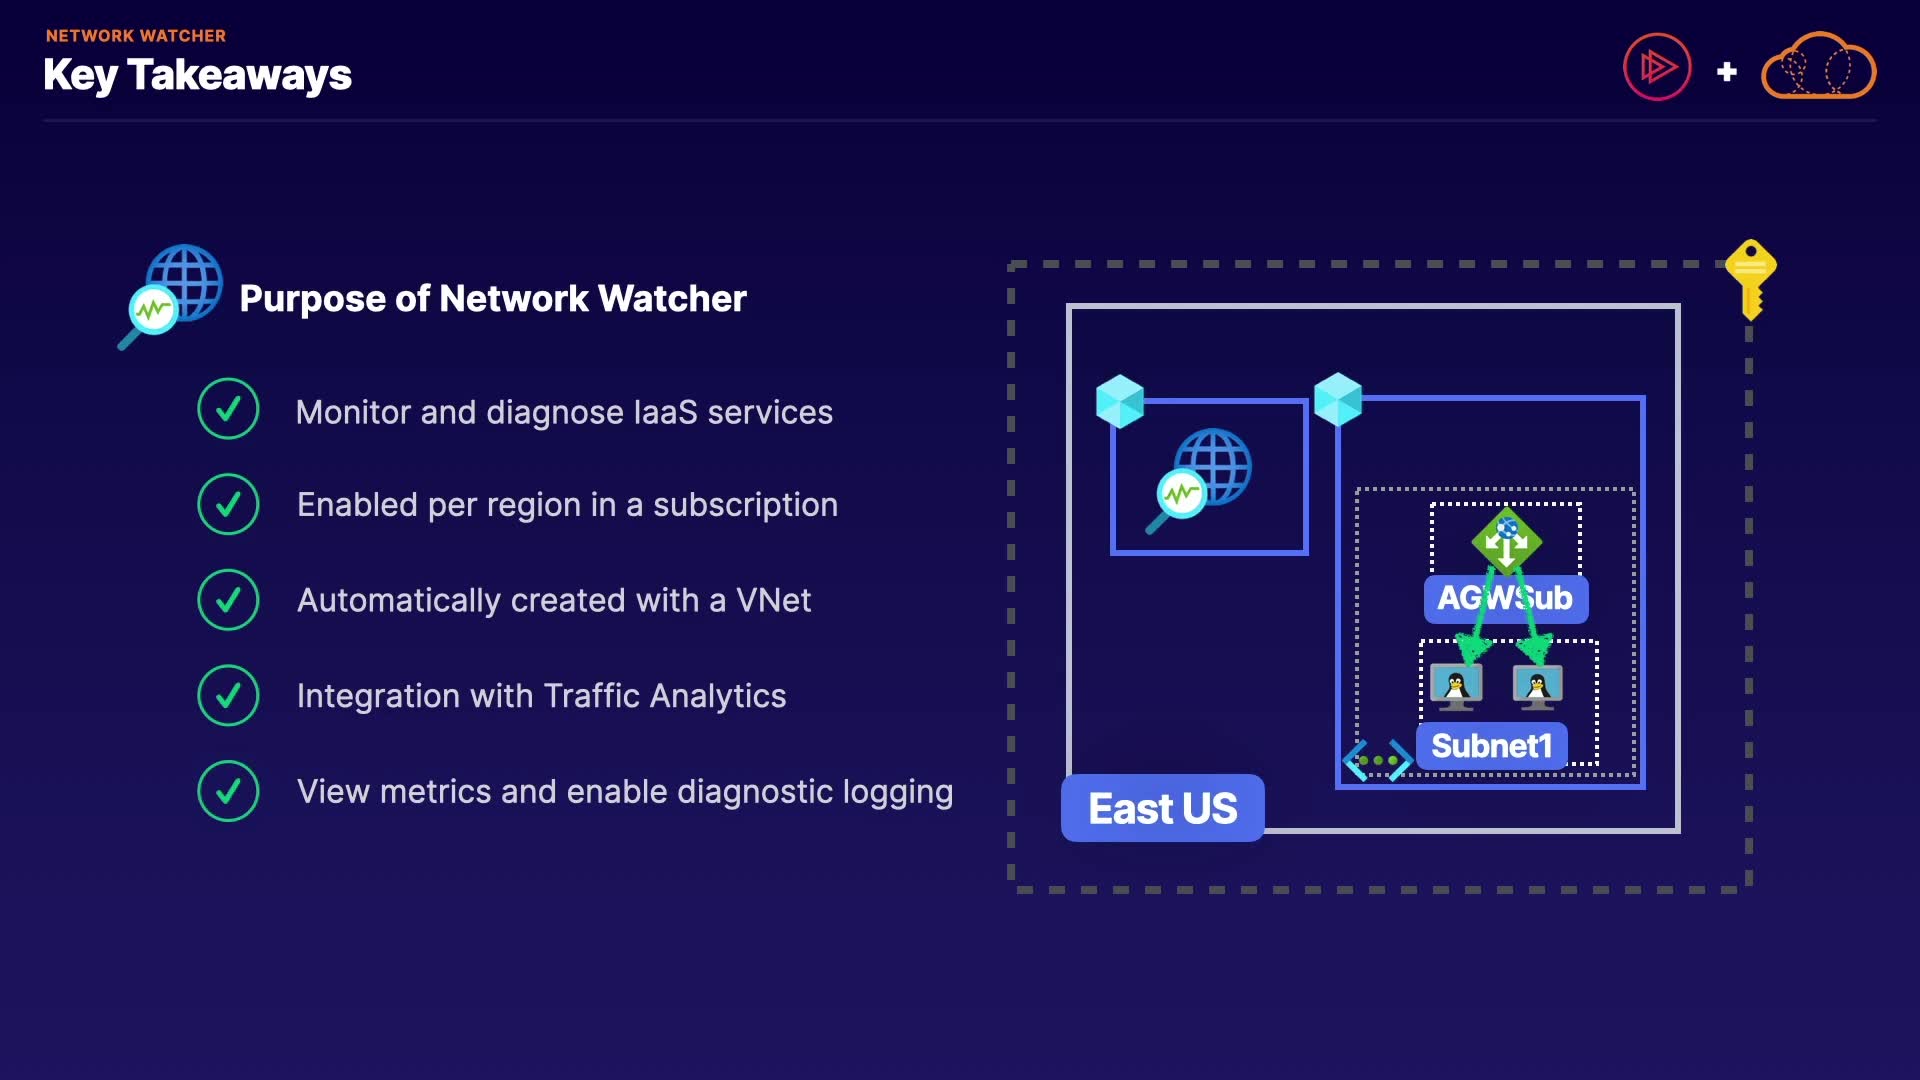 NETWORK WATCHER
Key Takeaways
Purpose of Network Watcher
Monitor and diagnose IaaS services
Enabled per region in a subscription
Automatically created with a VNet
Integration with Traffic Analytics
View metrics and enable diagnostic logging
AGWSub
Subnet1
East US